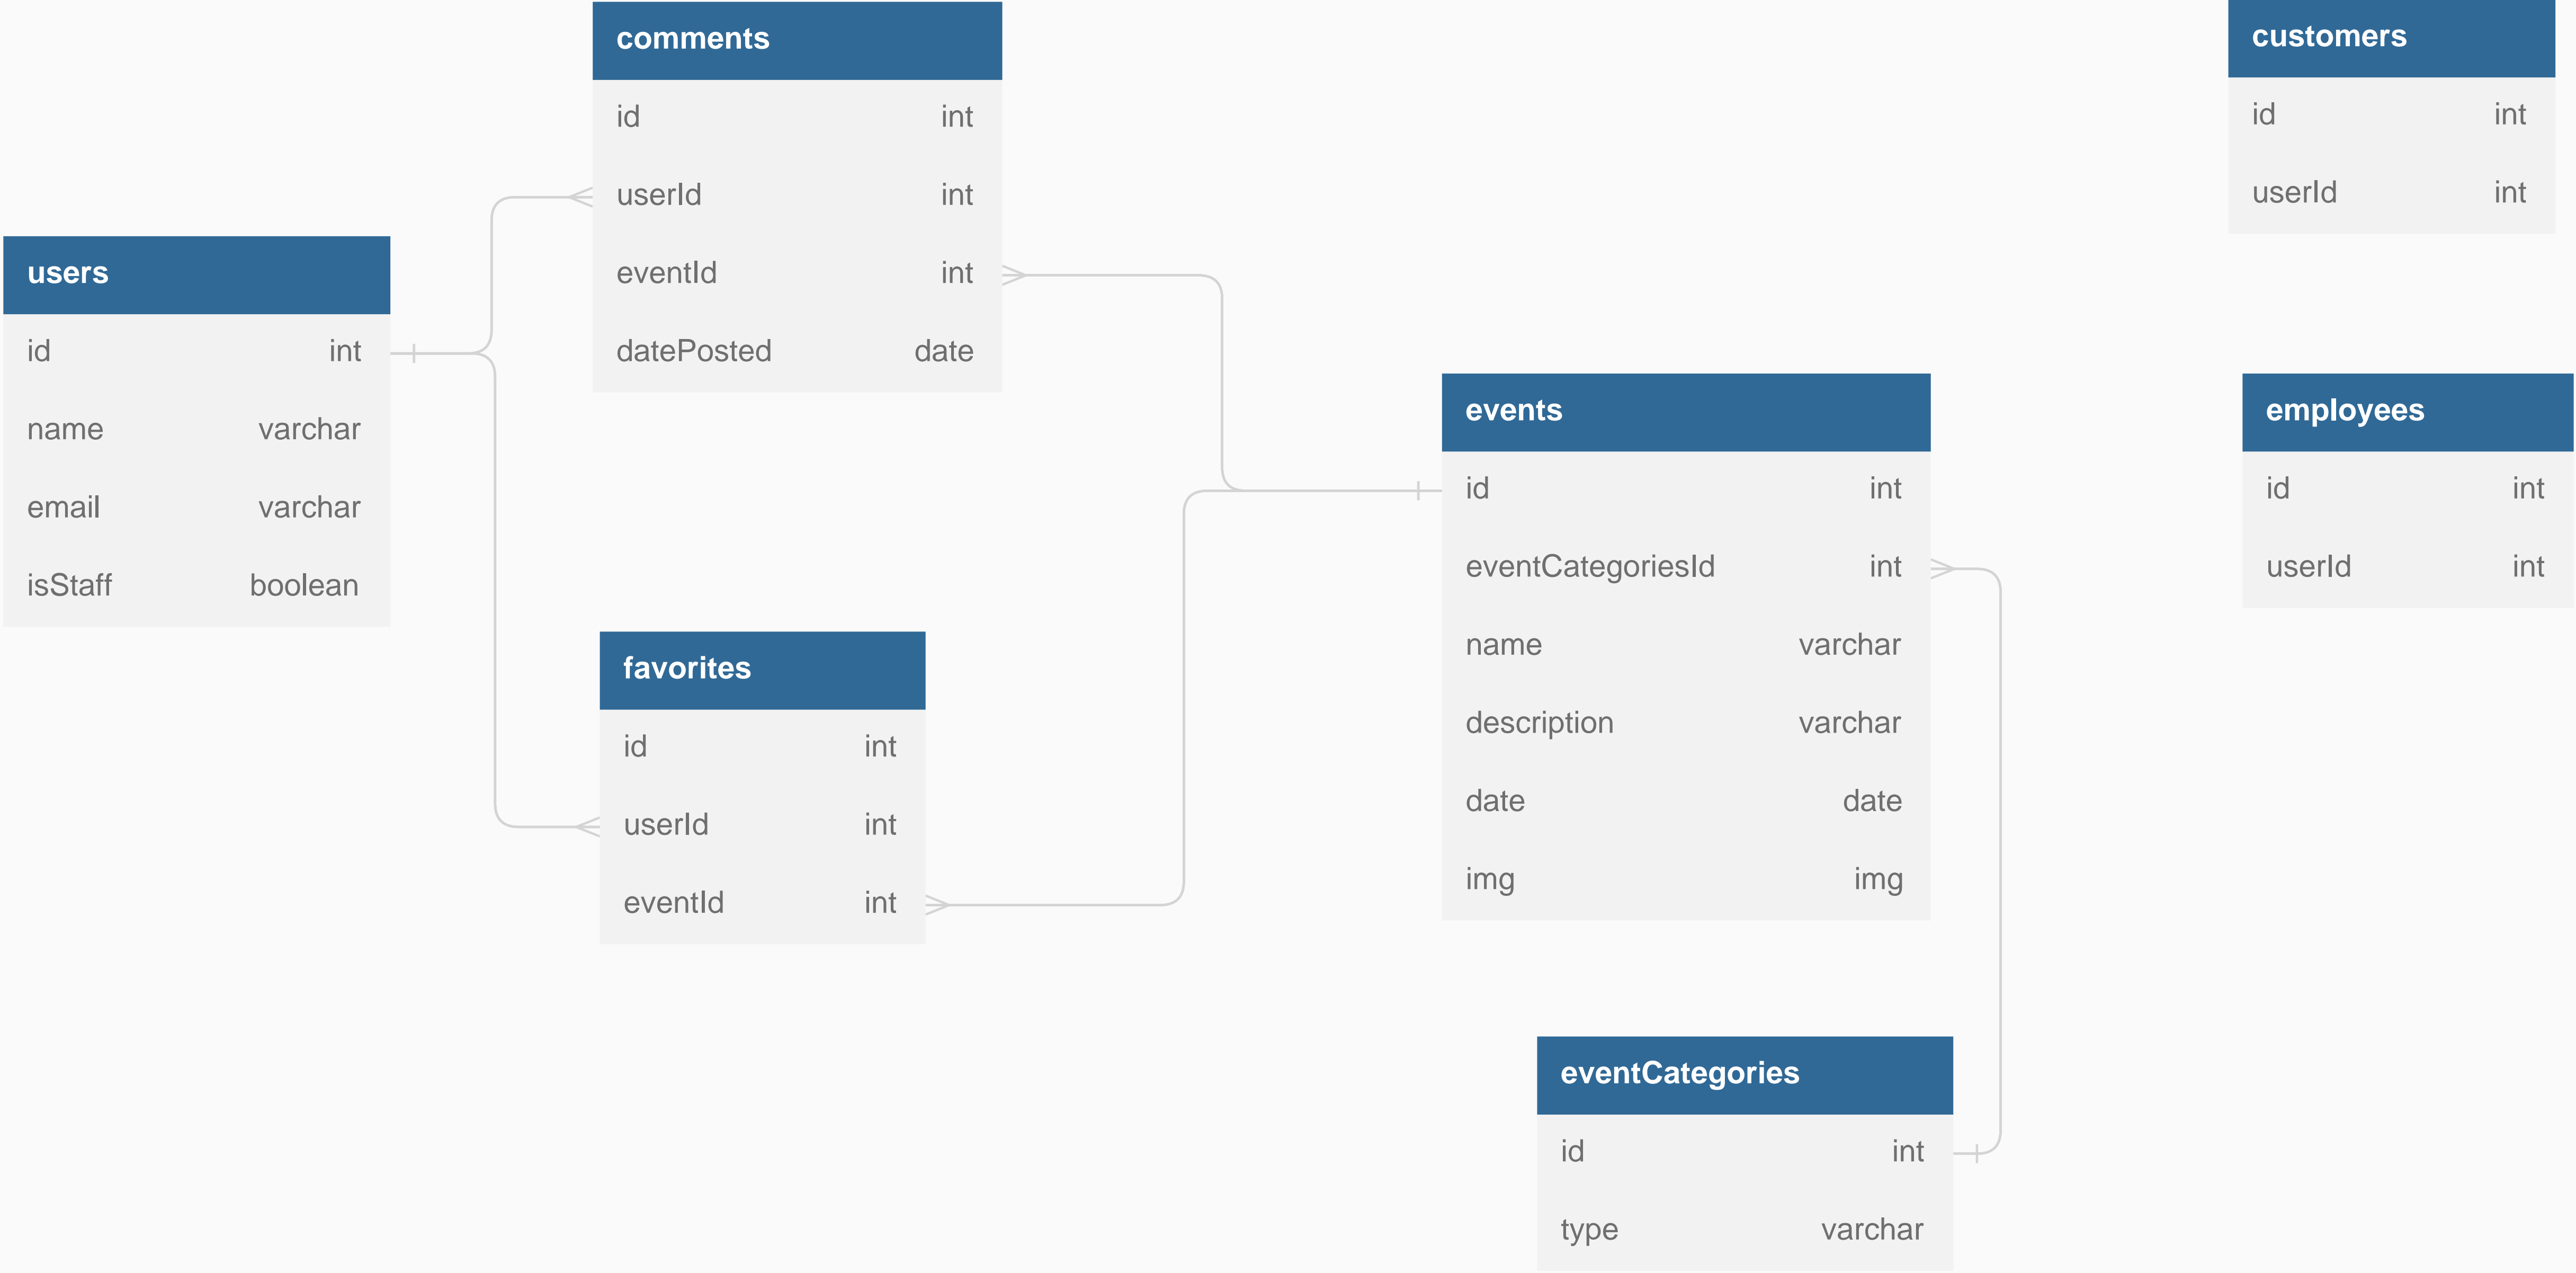 comments
id int
userId int
eventId int
datePosted date
customers
id int
userId int
users
id int
name varchar
email varchar
isStaff boolean
events
id int
eventCategoriesId int
name varchar
description varchar
date date
img img
employees
id int
userId int
favorites
id int
userId int
eventId int
eventCategories
id int
type varchar